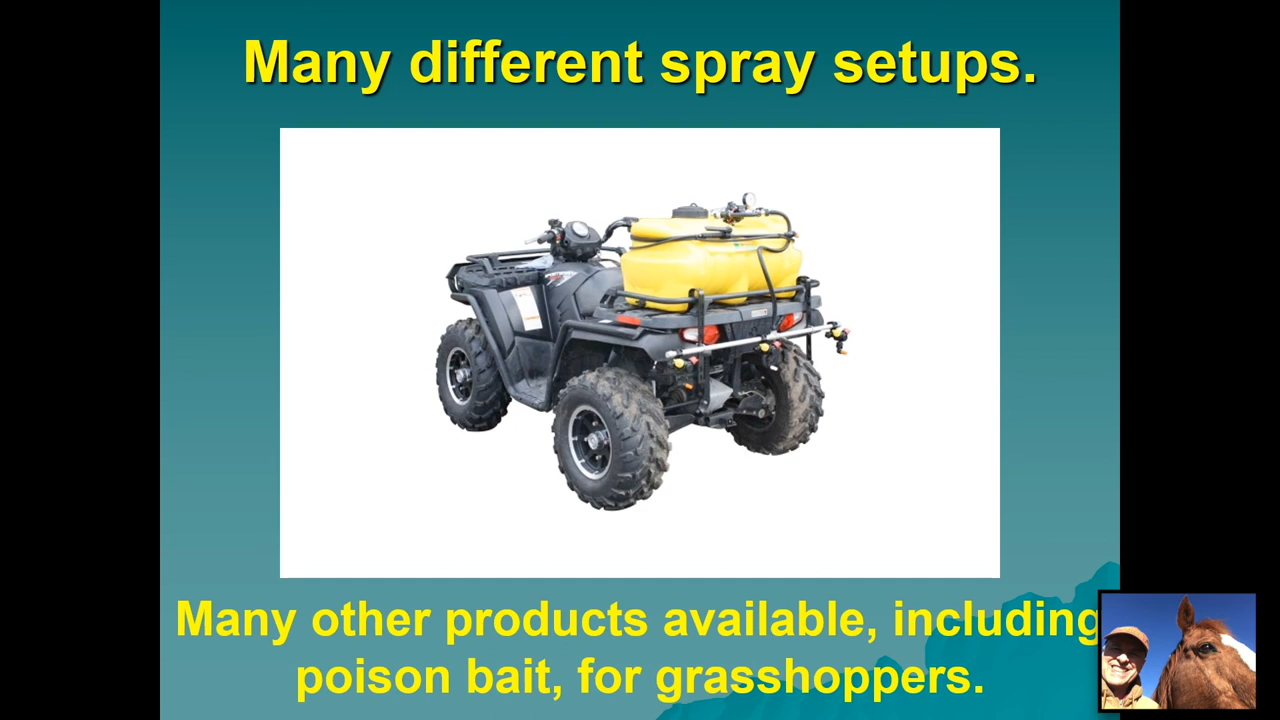 Many different spray setups.
Many other products available, including
poison bait, for grasshoppers.